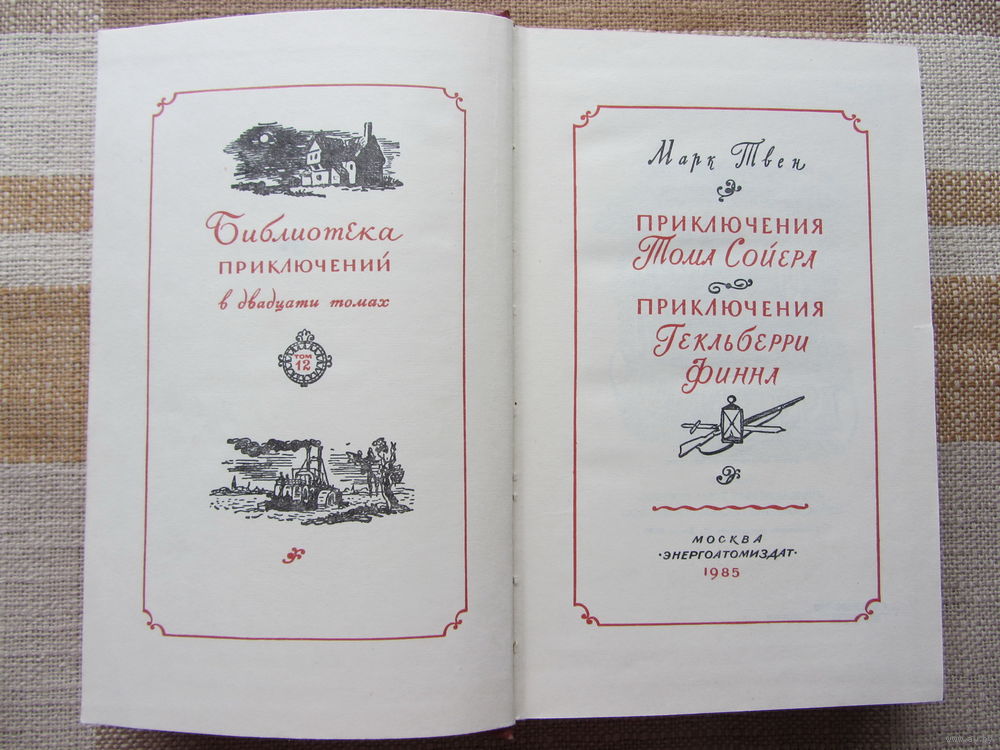 Библиотека
приключений
в двадцати томах
ТОМ
12
Марк Твен
ПРИКЛЮЧЕНИЯ
Тома Сойера
ПРИКЛЮЧЕНИЯ
Гекльберри
Финна
МОСКВА
·ЭНЕРГОАТОМИЗДАТ·
1985